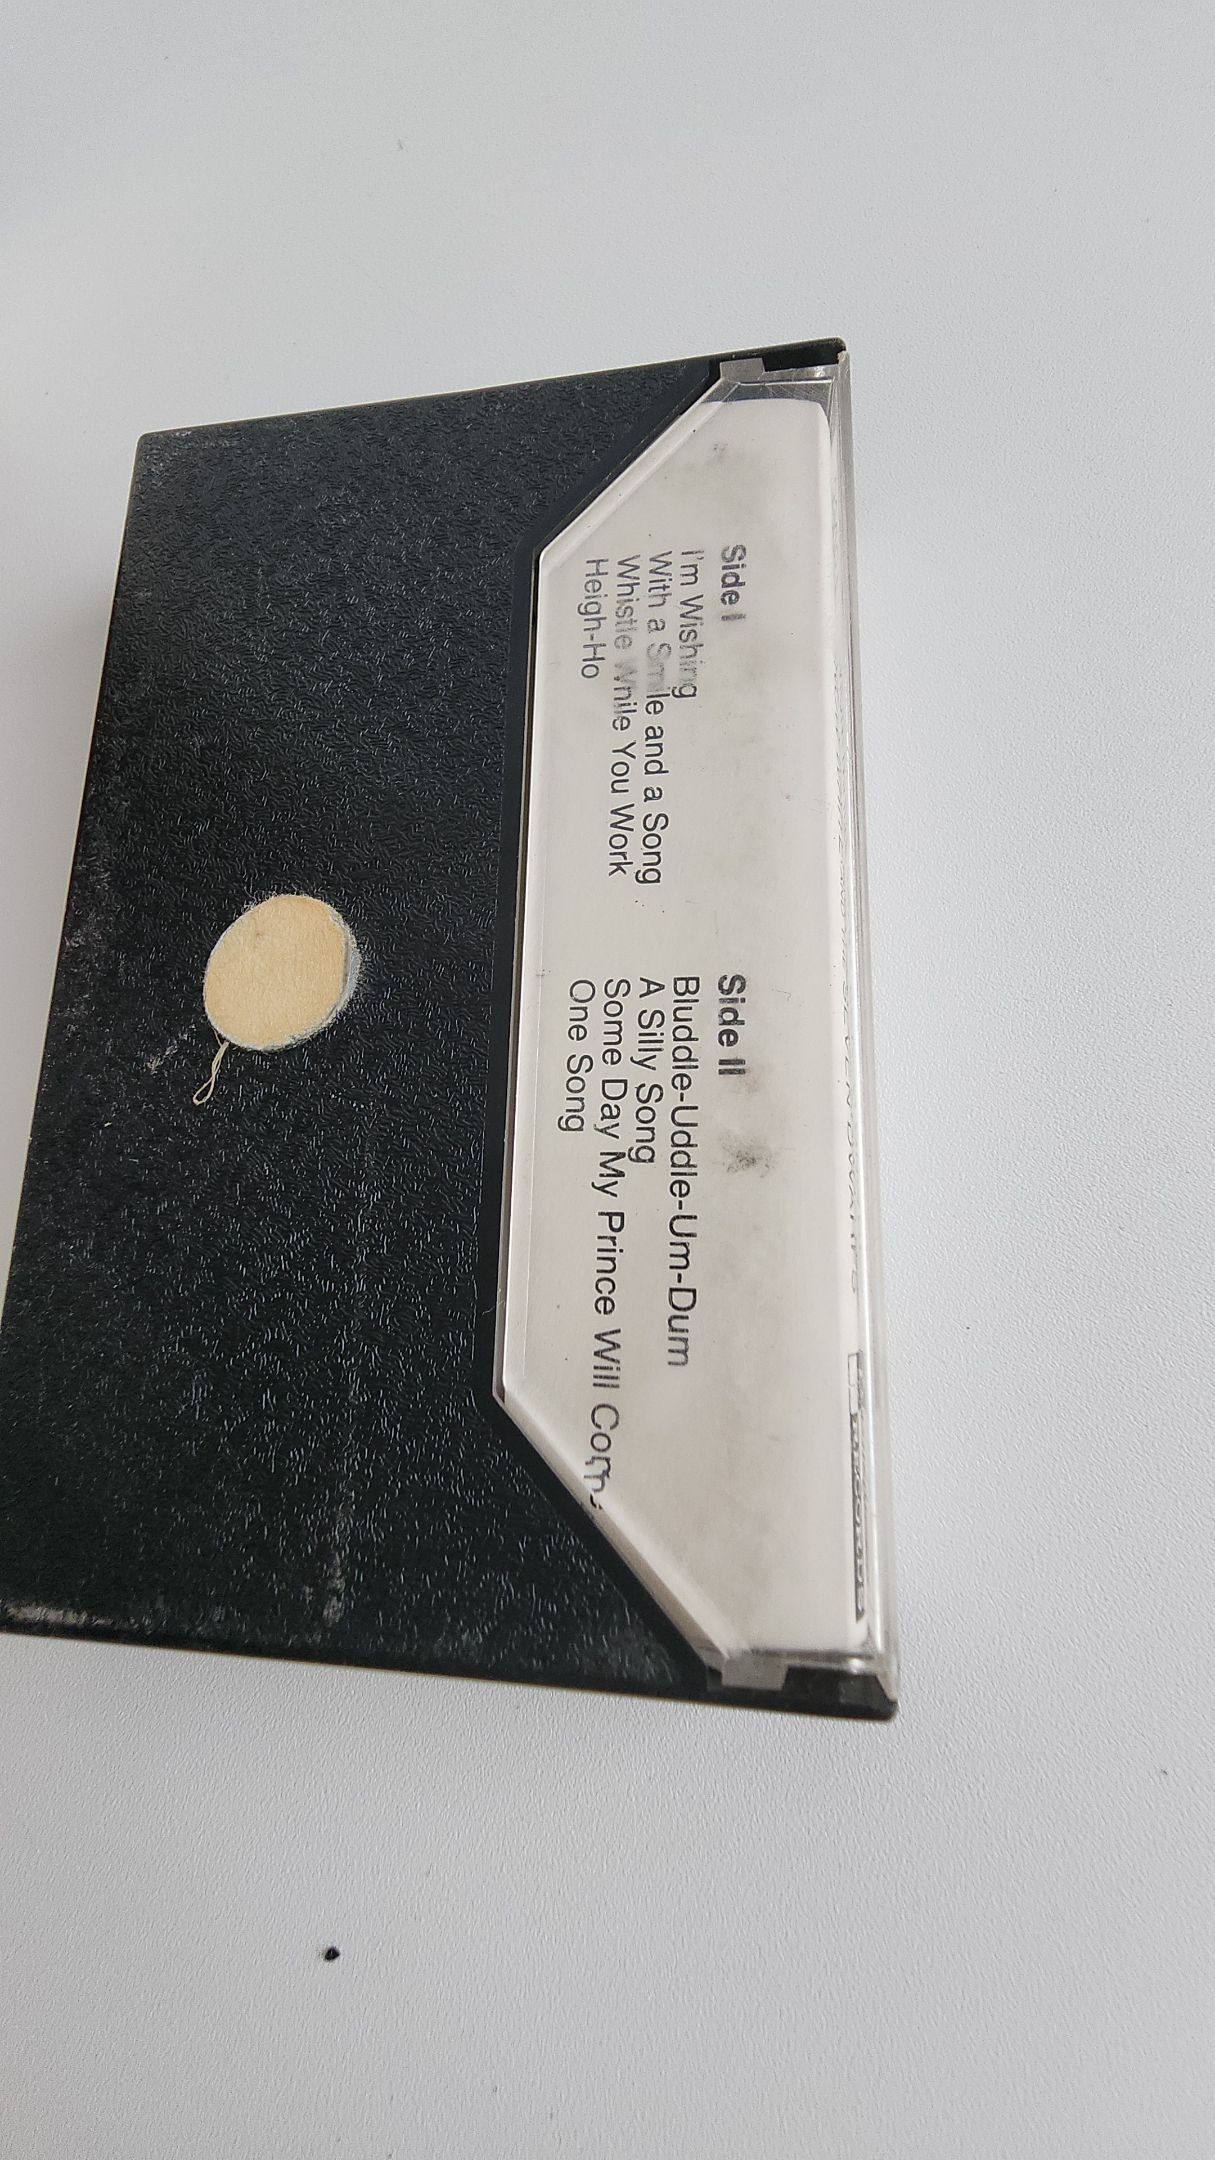 Side I
I'm Wishing
With a Smile and a Song
Whistle While You Work
Heigh-Ho
Side II
Bluddle-Uddle-Um-Dum
A Silly Song
Some Day My Prince Will Come
One Song